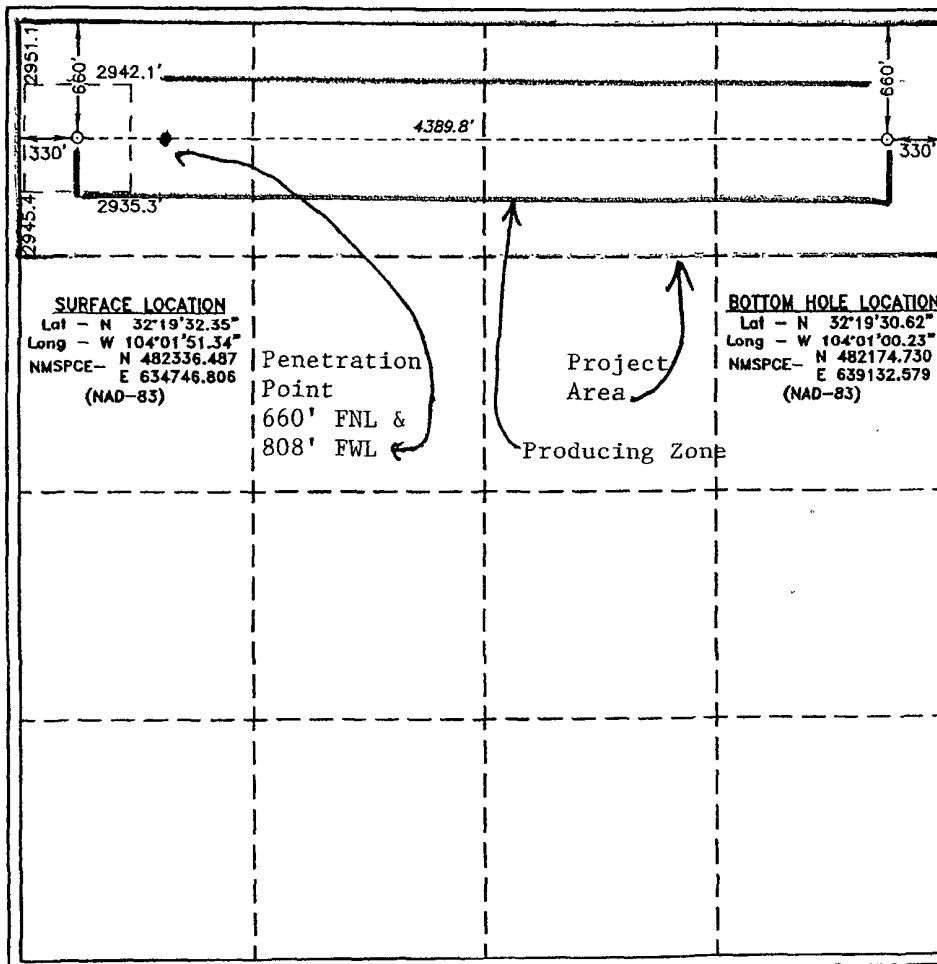 2951.1
660'
2942.1'
660'
4389.8'
330'
330'
2945.4
2935.3'
SURFACE LOCATION
Lat - N 32°19'32.35"
Long - W 104°01'51.34"
NMSPCE- N 482336.487
E 634746.806
(NAD-83)
Penetration
Point
660' FNL &
808' FWL
Project
Area
Producing Zone
BOTTOM HOLE LOCATION
Lat - N 32°19'30.62"
Long - W 104°01'00.23"
NMSPCE- N 482174.730
E 639132.579
(NAD-83)